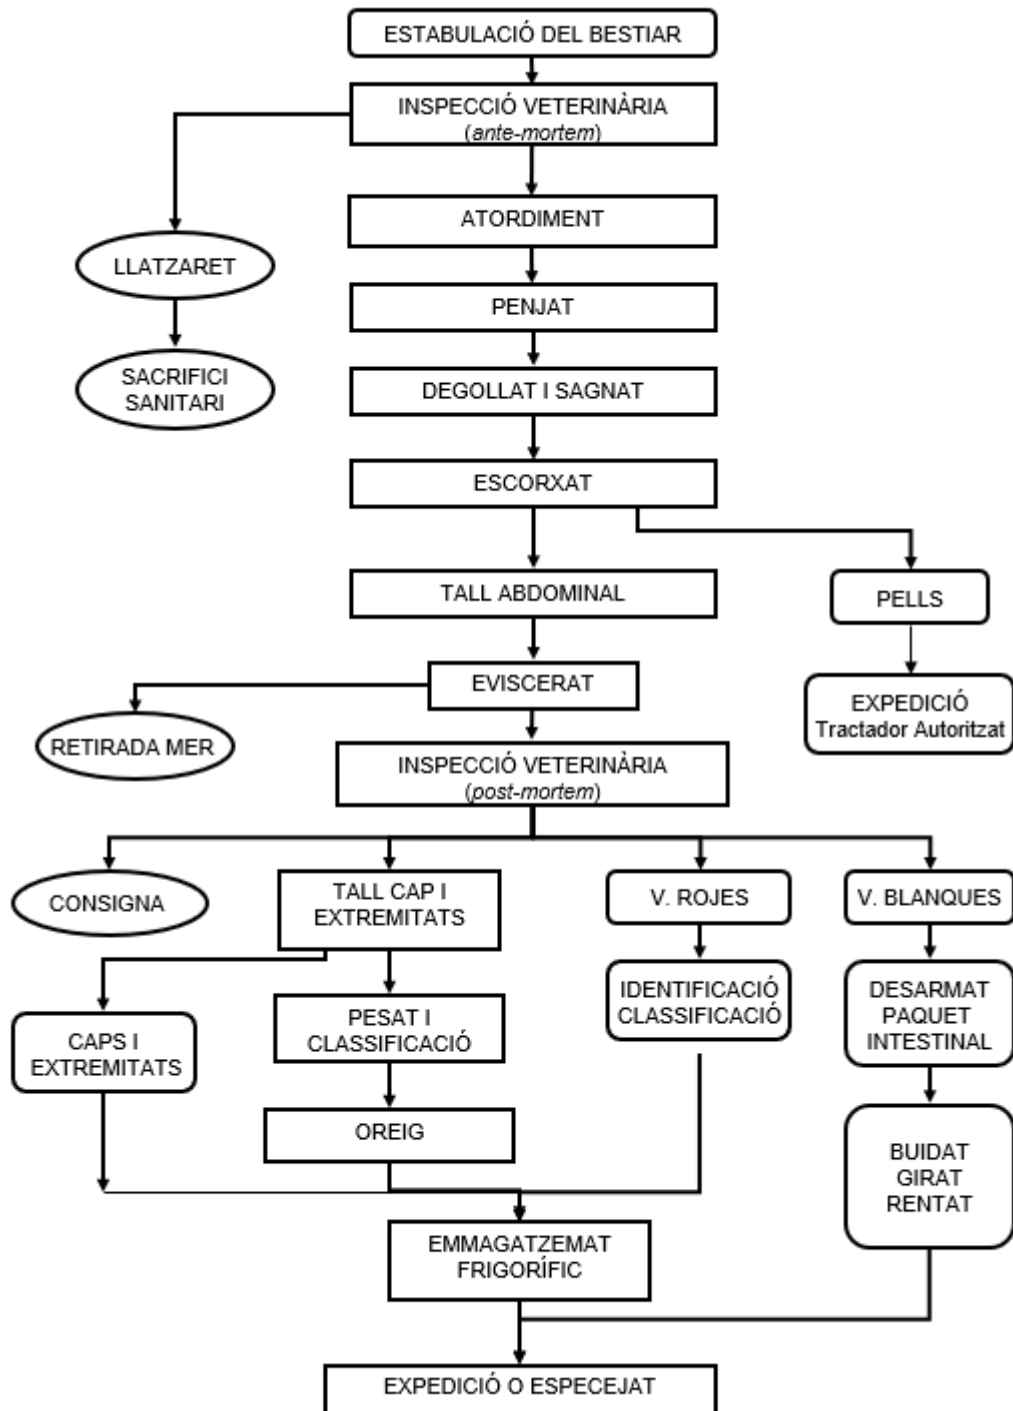 ESTABULACIÓ DEL BESTIAR
INSPECCIÓ VETERINÀRIA
(ante-mortem)
ATORDIMENT
LLATZARET
PENJAT
SACRIFICI
SANITARI
DEGOLLAT I SAGNAT
ESCORXAT
TALL ABDOMINAL
PELLS
EVISCERAT
EXPEDICIÓ
Tractador Autoritzat
RETIRADA MER
INSPECCIÓ VETERINÀRIA
(post-mortem)
CONSIGNA
TALL CAP I
EXTREMITATS
V. ROJES
V. BLANQUES
CAPS I
EXTREMITATS
PESAT I
CLASSIFICACIÓ
IDENTIFICACIÓ
CLASSIFICACIÓ
DESARMAT
PAQUET
INTESTINAL
OREIG
BUIDAT
GIRAT
RENTAT
EMMAGATZEMAT
FRIGORÍFIC
EXPEDICIÓ O ESPECEJAT